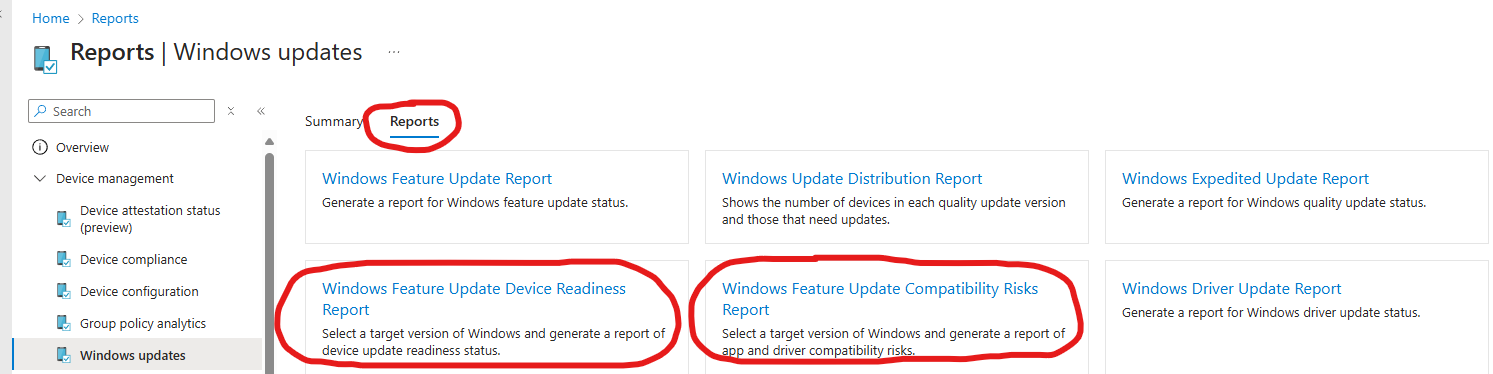 Home > Reports
Reports | Windows updates ...
Search
Overview
Device management
Device attestation status
(preview)
Device compliance
Device configuration
Group policy analytics
Windows updates
Summary Reports
Windows Feature Update Report
Generate a report for Windows feature update status.
Windows Update Distribution Report
Shows the number of devices in each quality update version
and those that need updates.
Windows Expedited Update Report
Generate a report for Windows quality update status.
Windows Feature Update Device Readiness
Report
Select a target version of Windows and generate a report of
device update readiness status.
Windows Feature Update Compatibility Risks
Report
Select a target version of Windows and generate a report of
app and driver compatibility risks.
Windows Driver Update Report
Generate a report for Windows driver update status.